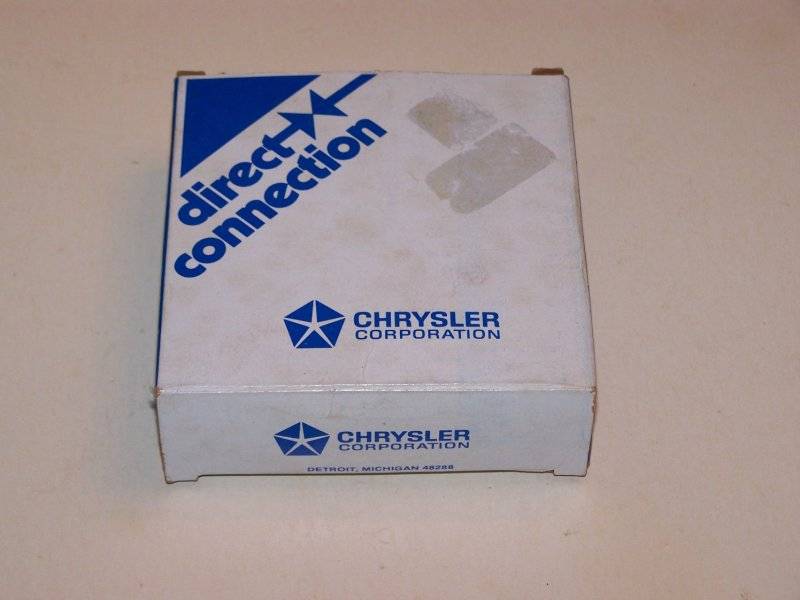 direct
connection
CHRYSLER
CORPORATION
CHRYSLER
CORPORATION
DETROIT, MICHIGAN 48288